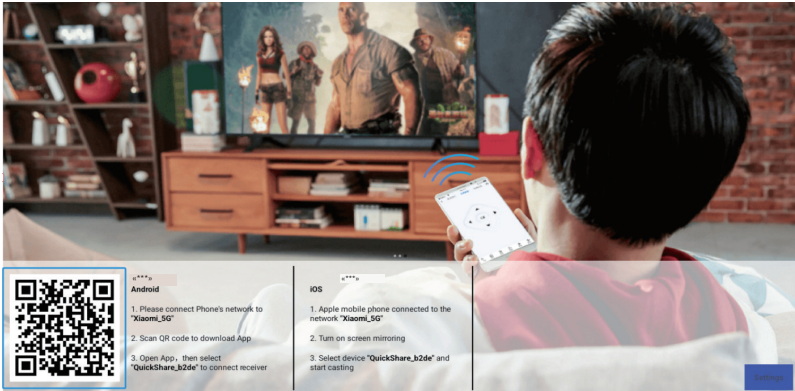 «***»
Android
1. Please connect Phone's network to
"Xiaomi_5G"
2. Scan QR code to download App
3. Open App, then select
"QuickShare_b2de" to connect receiver
«***»
iOS
1. Apple mobile phone connected to the
network "Xiaomi_5G"
2. Turn on screen mirroring
3. Select device "QuickShare_b2de" and
start casting
Settings